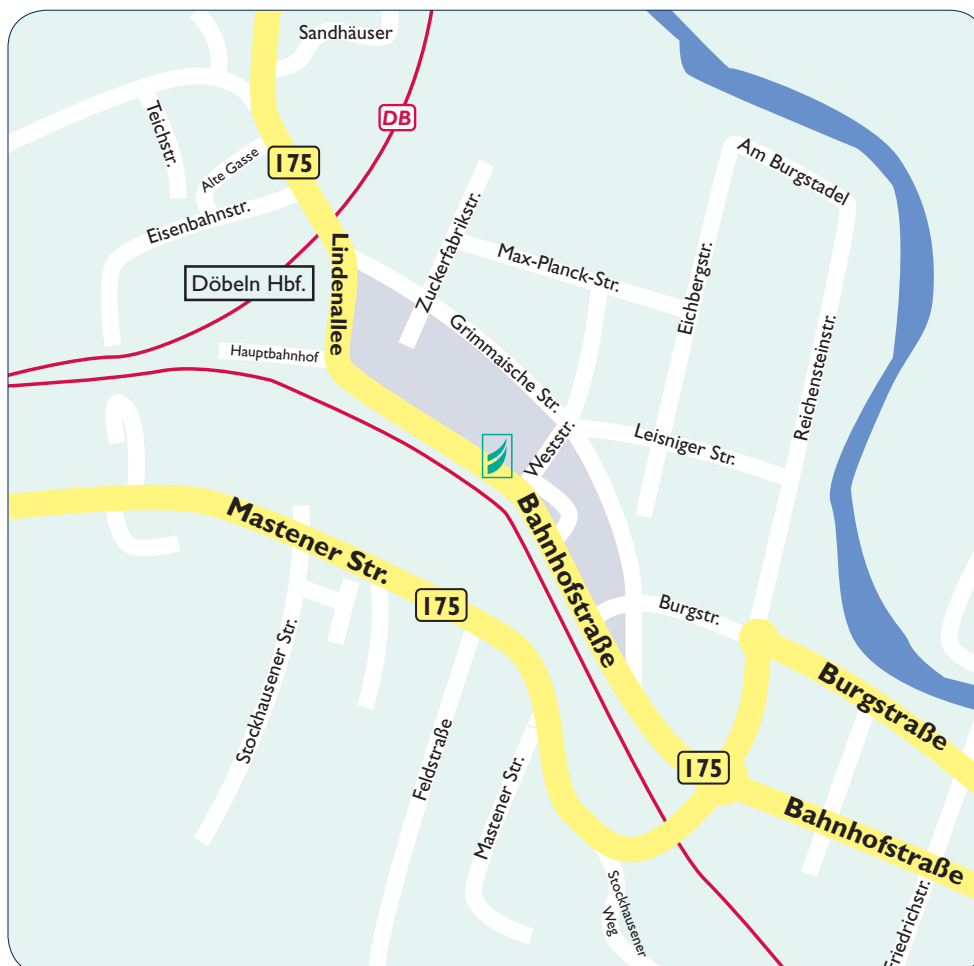 Sandhäuser
DB
Teichstr.
Alte Gasse
175
Am Burgstadel
Eisenbahnstr.
Zuckerfabrikstr.
Lindenallee
Max-Planck-Str.
Eichbergstr.
Döbeln Hbf.
Hauptbahnhof
Grimmaische Str.
Reichensteinstr.
Weststr.
Leisniger Str.
Mastener Str.
Bahnhofstraße
175
Burgstr.
Stockhausener Str.
Burgstraße
Feldstraße
175
Mastener Str.
Bahnhofstraße
Stockhausener
Weg
Friedrichstr.